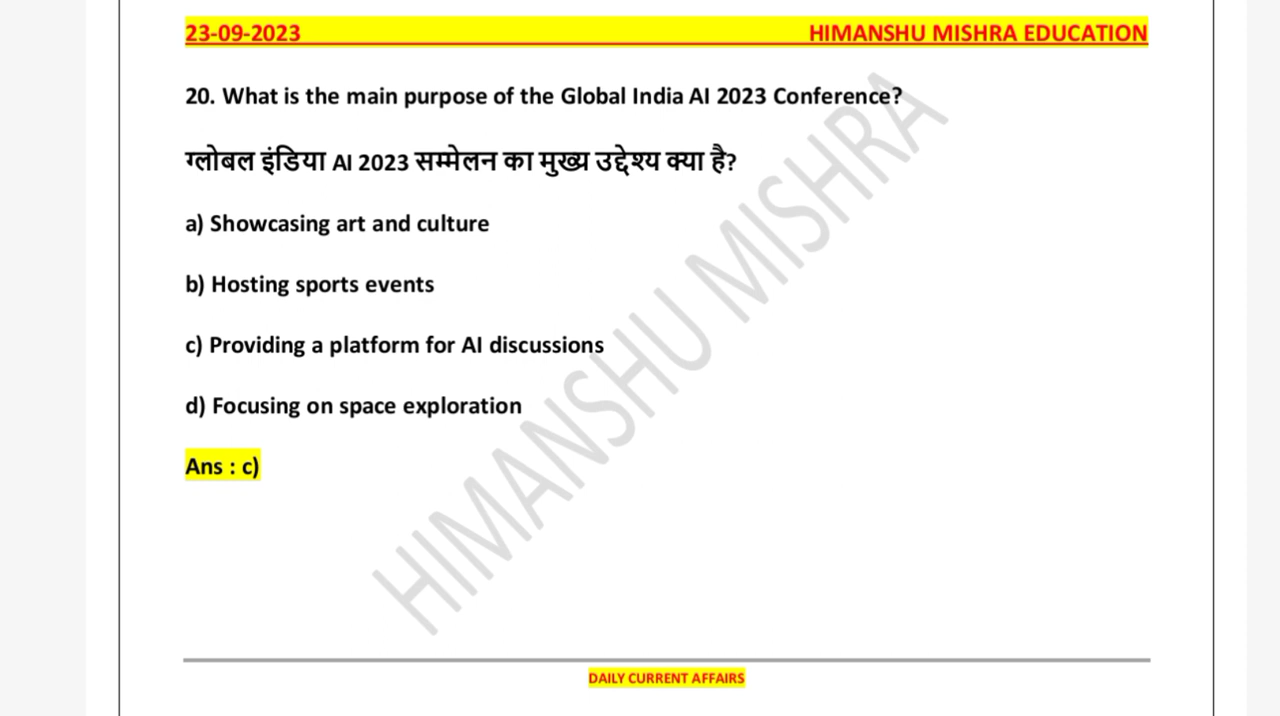 23-09-2023 HIMANSHU MISHRA EDUCATION
20. What is the main purpose of the Global India AI 2023 Conference?
ग्लोबल इंडिया AI 2023 सम्मेलन का मुख्य उद्देश्य क्या है?
a) Showcasing art and culture
b) Hosting sports events
c) Providing a platform for AI discussions
d) Focusing on space exploration
Ans : c)
HIMANSHU MISHRA
DAILY CURRENT AFFAIRS